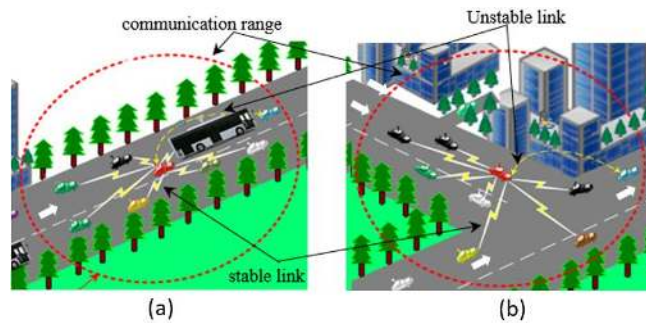 communication range
Unstable link
stable link
(a)
(b)